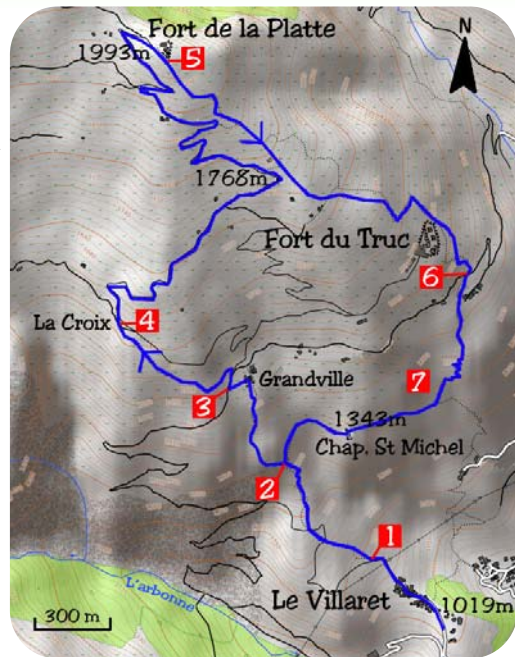 Fort de la Platte
N
1993m
5
1768m
Fort du Truc
6
La Croix
4
7
3
Grandville
1343m
Chap. St Michel
2
1
Le Villaret
1019m
L'arbonne
300 m